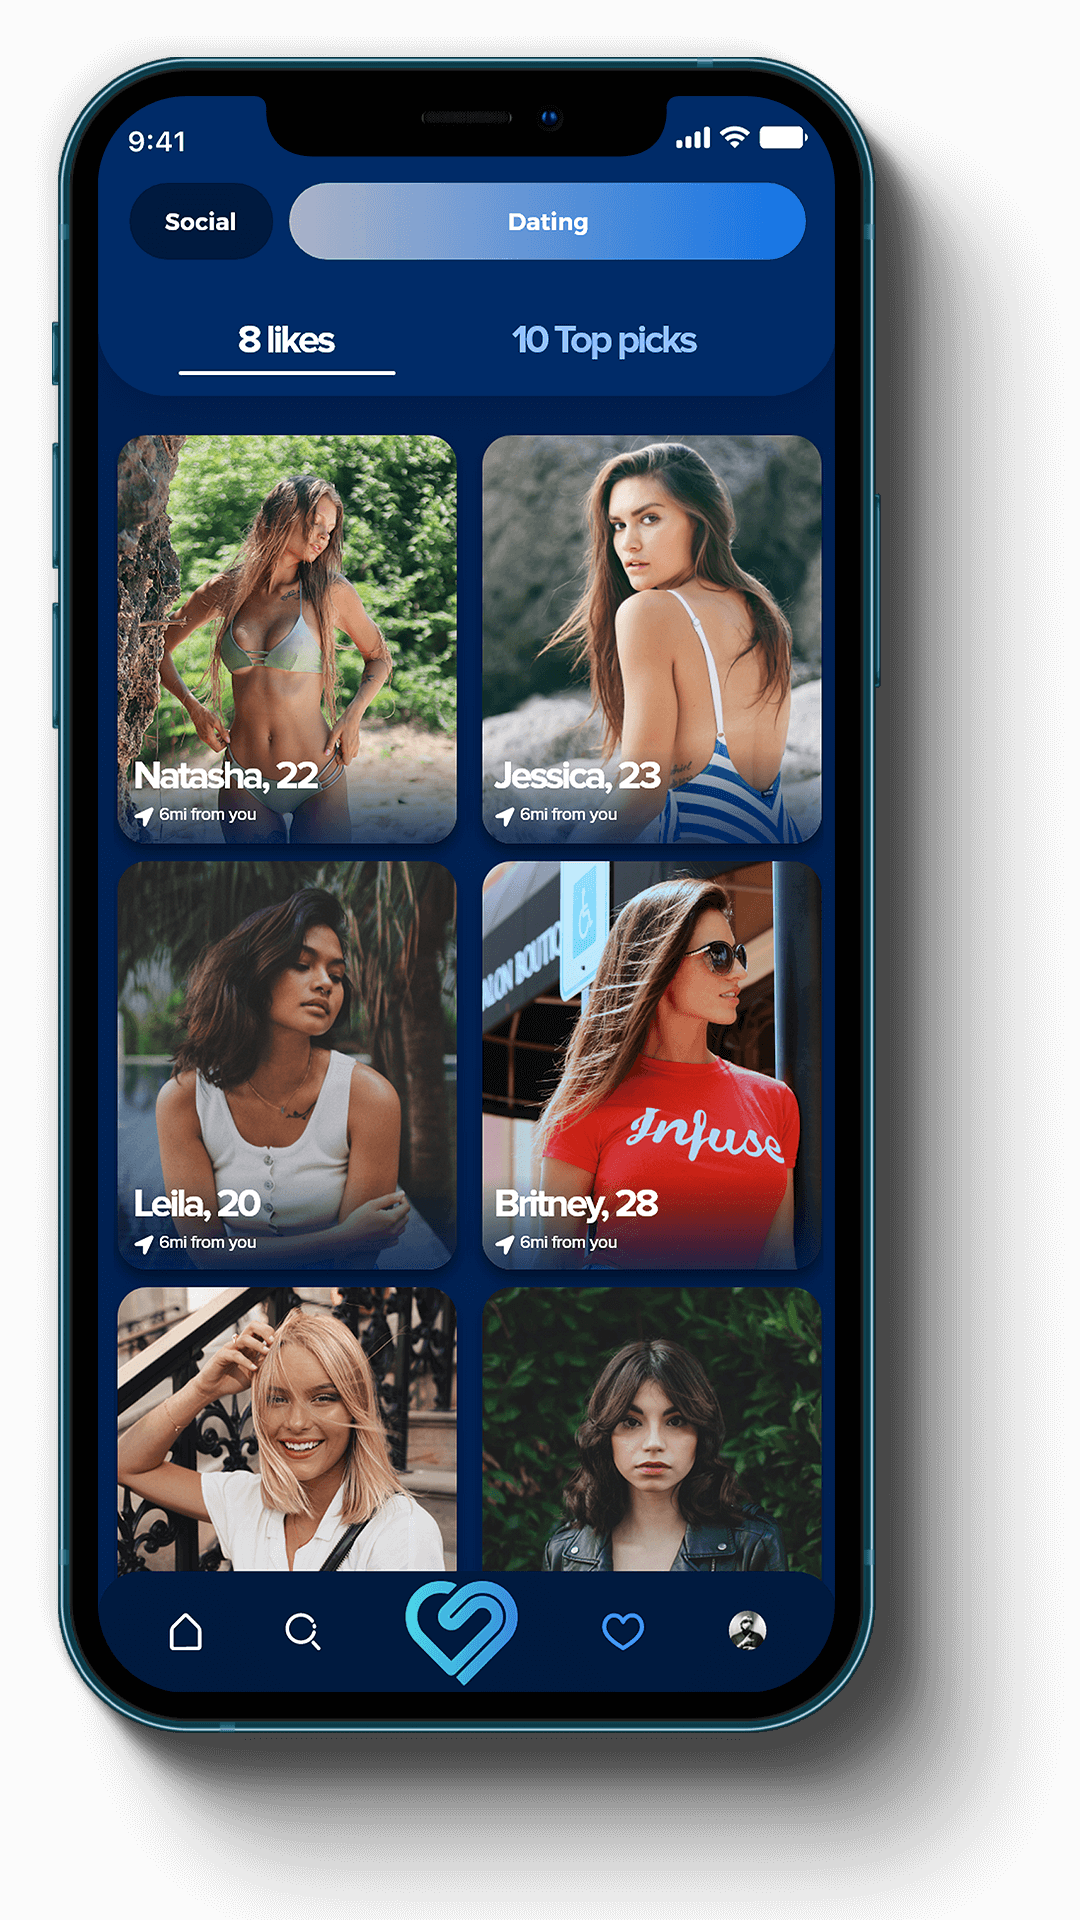 9:41
Social
Dating
8 likes
10 Top picks
Natasha, 22
6mi from you
Jessica, 23
6mi from you
Infuse
Leila, 20
6mi from you
Britney, 28
6mi from you